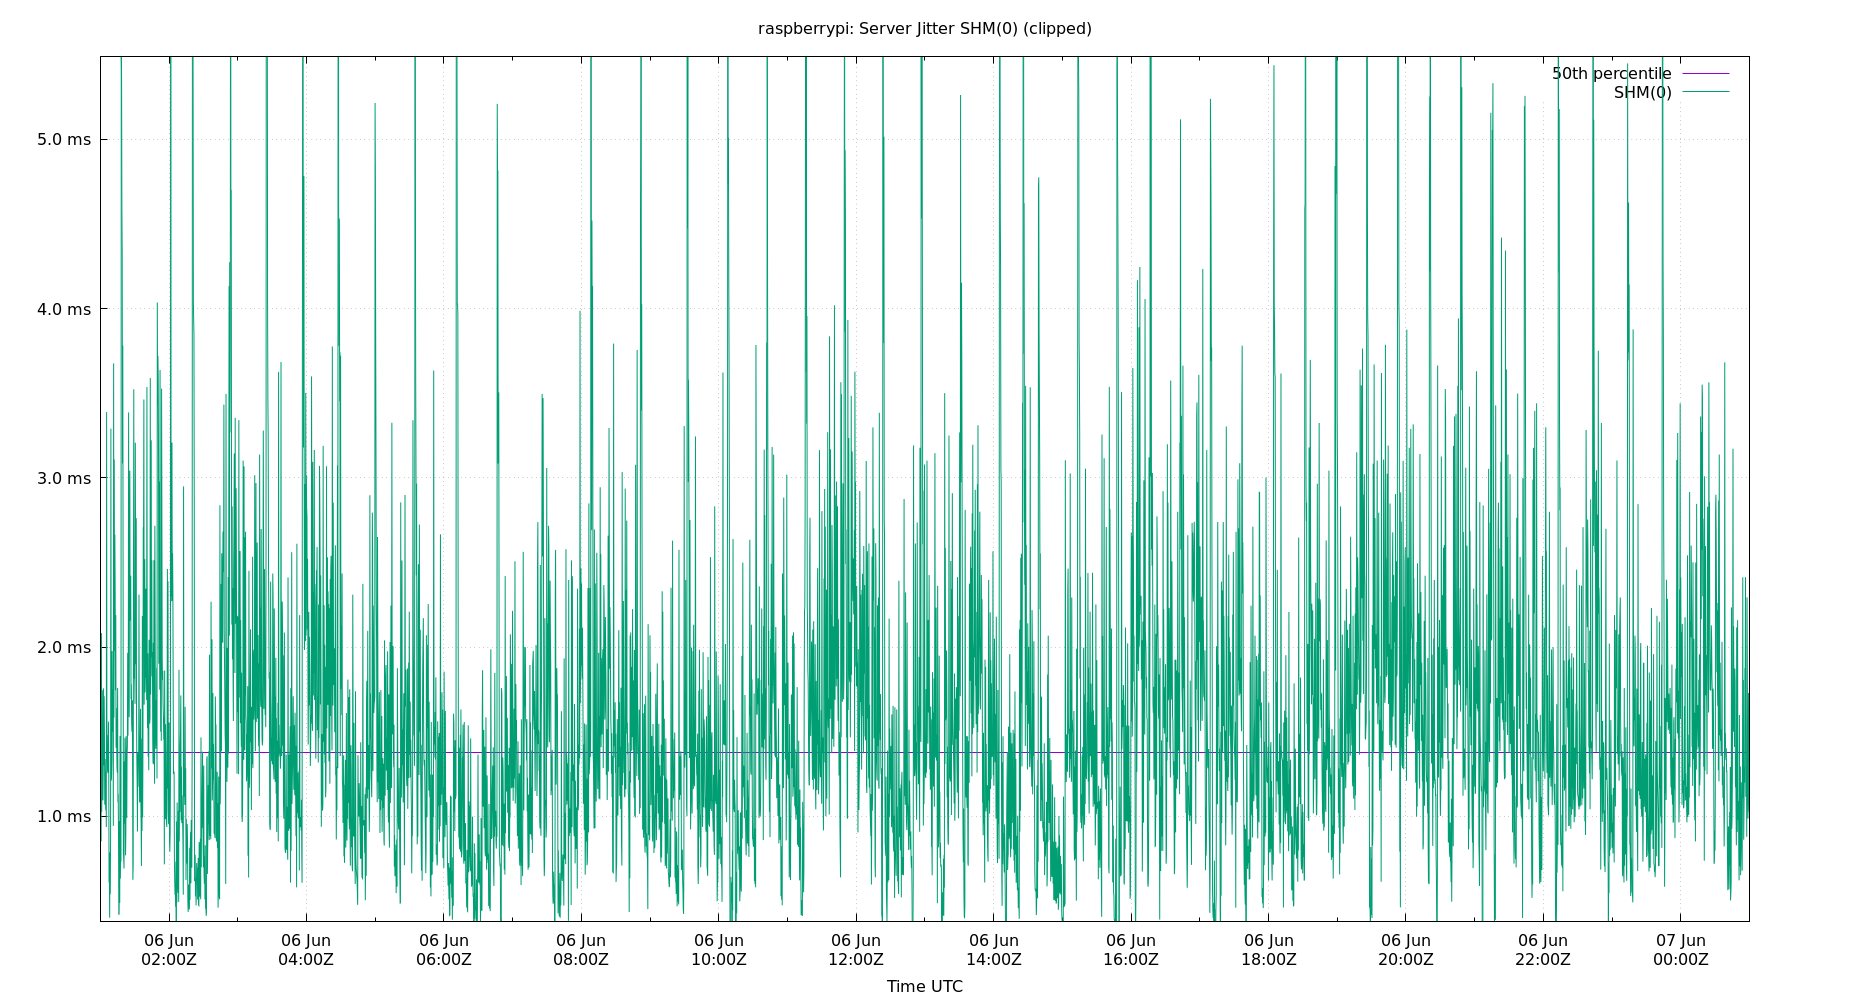 raspberrypi: Server Jitter SHM(0) (clipped)
50th percentile
SHM(0)
5.0 ms
4.0 ms
3.0 ms
2.0 ms
1.0 ms
06 Jun 06 Jun 06 Jun 06 Jun 06 Jun 06 Jun 06 Jun 06 Jun 06 Jun 06 Jun 06 Jun 07 Jun
02:00Z 04:00Z 06:00Z 08:00Z 10:00Z 12:00Z 14:00Z 16:00Z 18:00Z 20:00Z 22:00Z 00:00Z
Time UTC